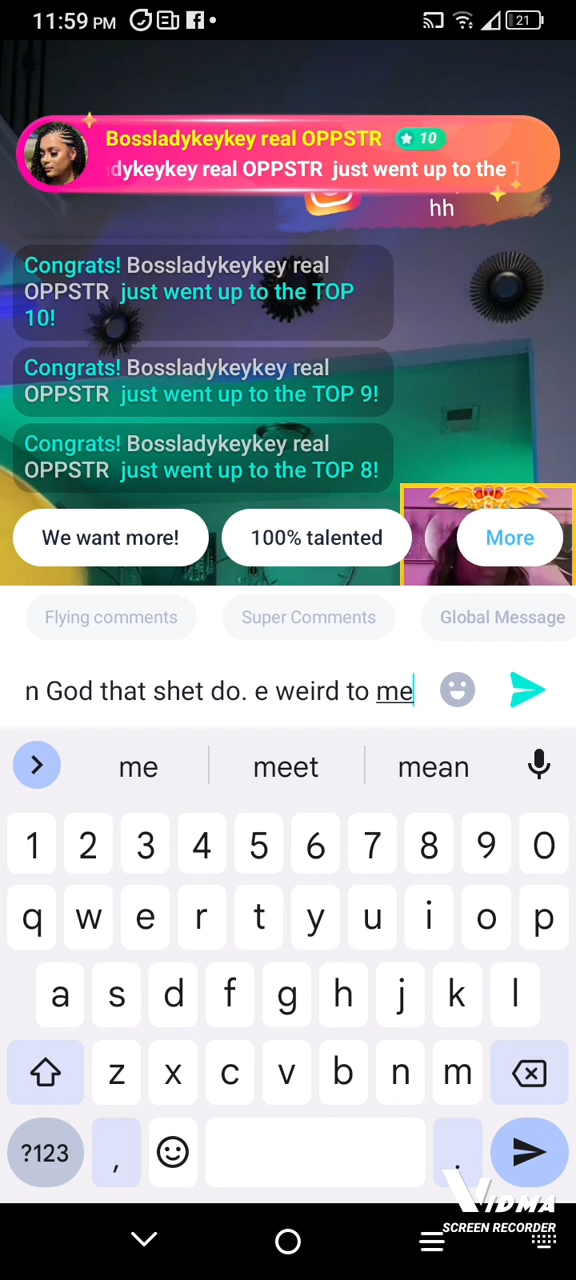 11:59 PM
21
Bossladykeykey real OPPSTR 10
dykeykey real OPPSTR just went up to the
hh
Congrats! Bossladykeykey real
OPPSTR just went up to the TOP
10!
Congrats! Bossladykeykey real
OPPSTR just went up to the TOP 9!
Congrats! Bossladykeykey real
OPPSTR just went up to the TOP 8!
We want more! 100% talented More
Flying comments Super Comments Global Message
n God that shet do. e weird to me
me meet mean
1 2 3 4 5 6 7 8 9 0
q w e r t y u i o p
a s d f g h j k l
z x c v b n m
?123 , .
VIDMA
SCREEN RECORDER